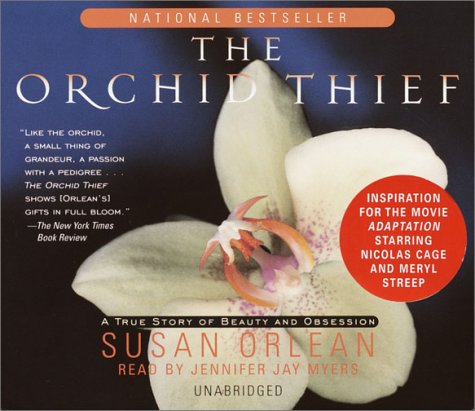 NATIONAL BESTSELLER
THE
ORCHID THIEF
"LIKE THE ORCHID,
A SMALL THING OF
GRANDEUR, A PASSION
WITH A PEDIGREE . . .
THE ORCHID THIEF
SHOWS [ORLEAN'S]
GIFTS IN FULL BLOOM."
—The New York Times
Book Review
INSPIRATION
FOR THE MOVIE
ADAPTATION
STARRING
NICOLAS CAGE
AND MERYL
STREEP
A TRUE STORY OF BEAUTY AND OBSESSION
SUSAN ORLEAN
READ BY JENNIFER JAY MYERS
UNABRIDGED